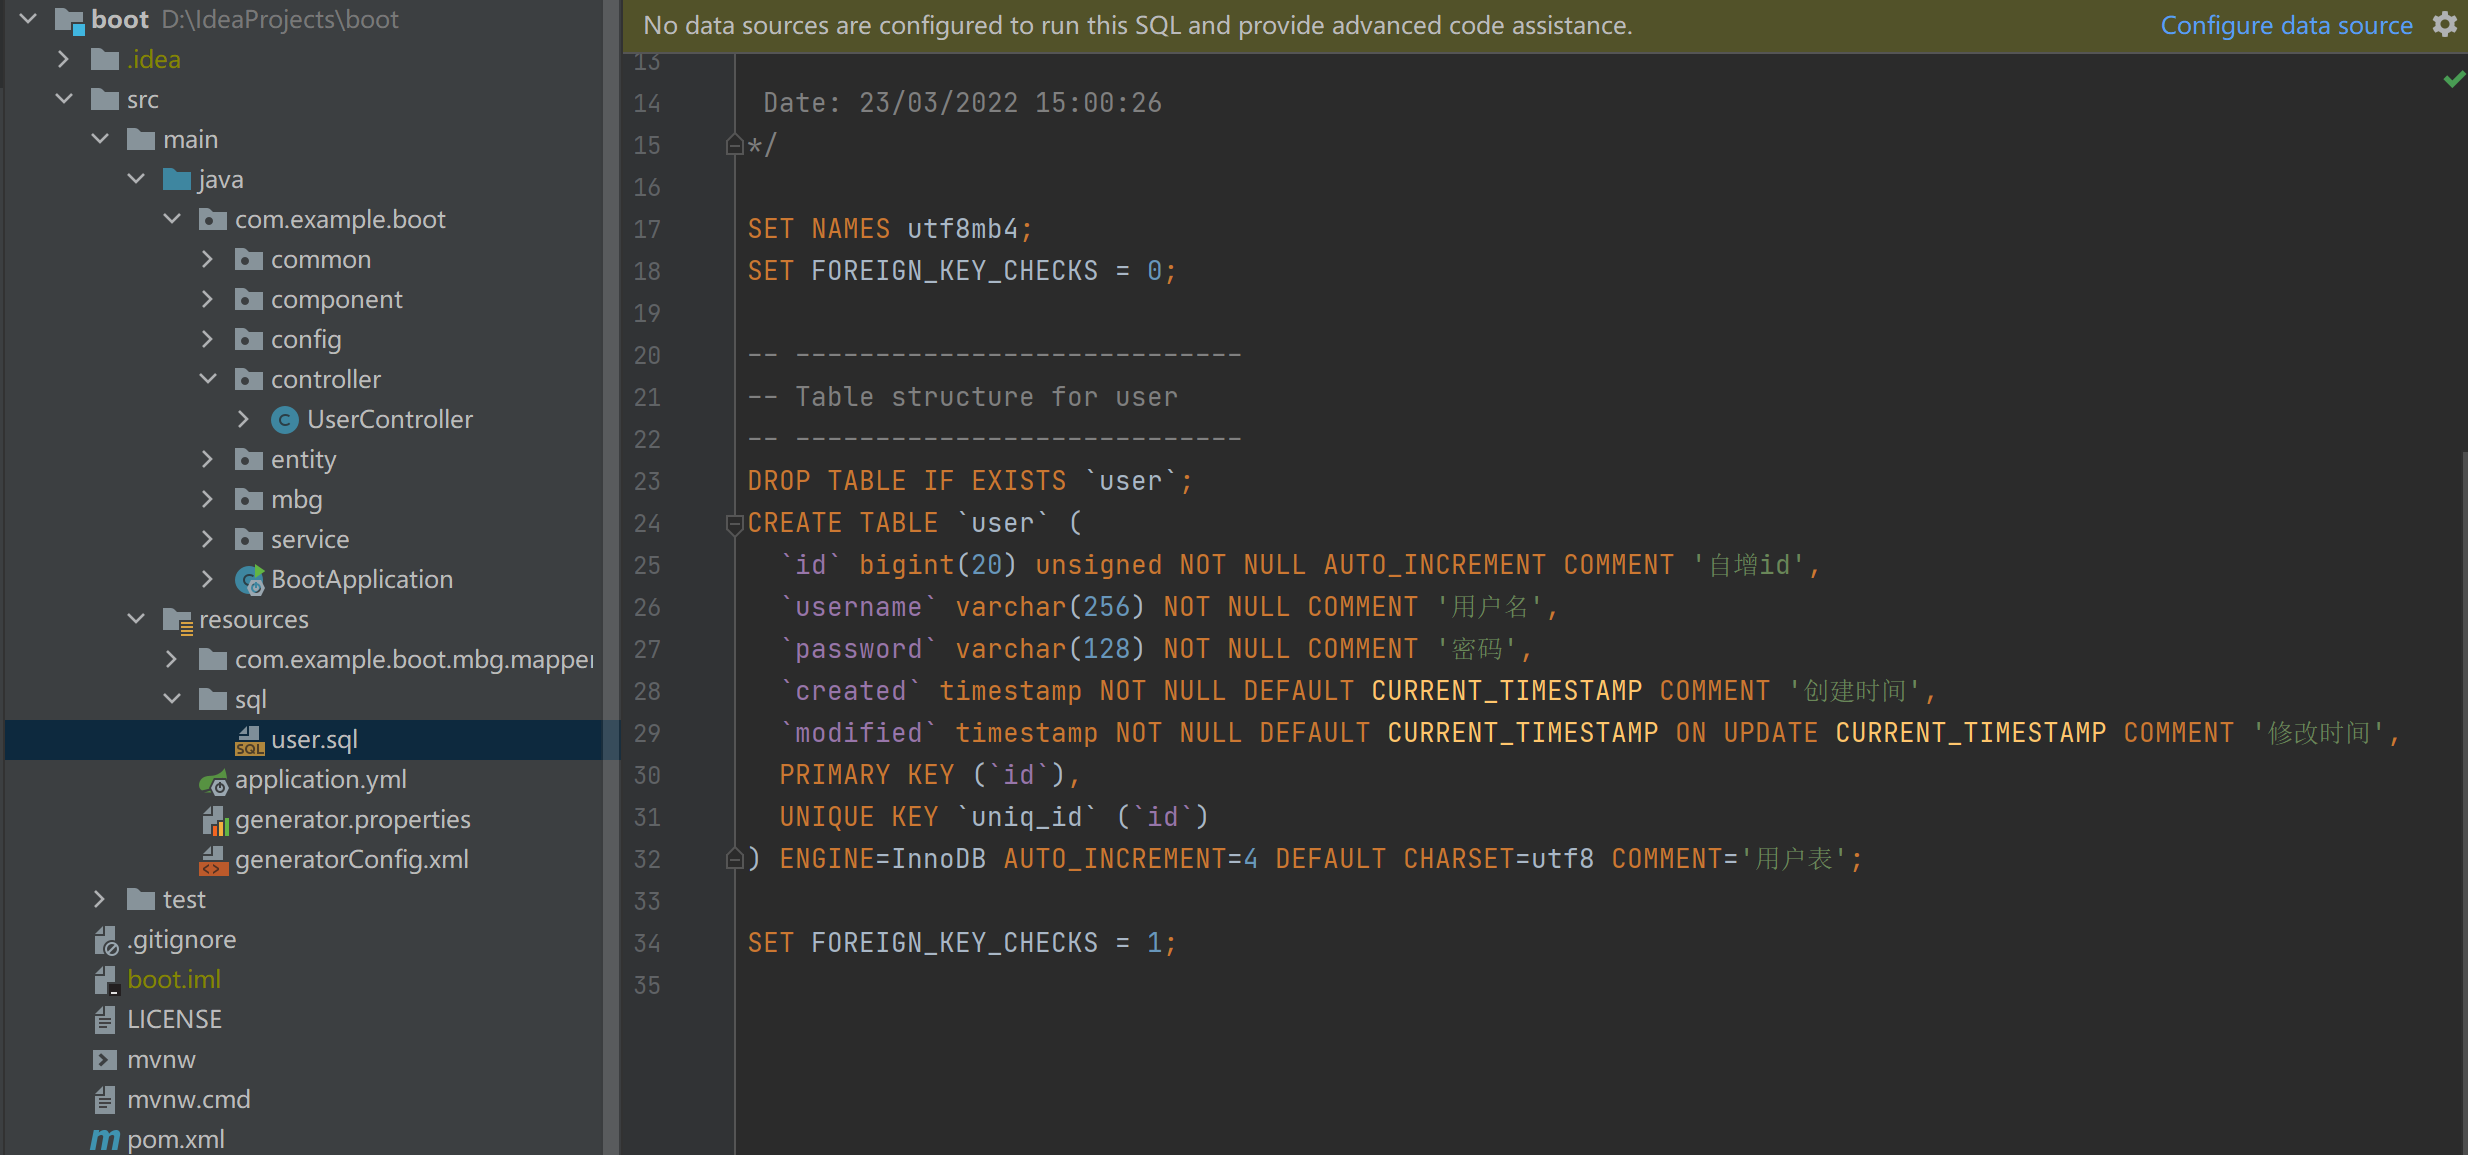 boot D:\IdeaProjects\boot
.idea
src
main
java
com.example.boot
common
component
config
controller
UserController
entity
mbg
service
BootApplication
resources
com.example.boot.mbg.mapper
sql
user.sql
application.yml
generator.properties
generatorConfig.xml
test
.gitignore
boot.iml
LICENSE
mvnw
mvnw.cmd
pom.xml
No data sources are configured to run this SQL and provide advanced code assistance. Configure data source
13
14 Date: 23/03/2022 15:00:26
15 */
16
17 SET NAMES utf8mb4;
18 SET FOREIGN_KEY_CHECKS = 0;
19
20 -- ----------------------------
21 -- Table structure for user
22 -- ----------------------------
23 DROP TABLE IF EXISTS `user`;
24 CREATE TABLE `user` (
25 `id` bigint(20) unsigned NOT NULL AUTO_INCREMENT COMMENT '自增id',
26 `username` varchar(256) NOT NULL COMMENT '用户名',
27 `password` varchar(128) NOT NULL COMMENT '密码',
28 `created` timestamp NOT NULL DEFAULT CURRENT_TIMESTAMP COMMENT '创建时间',
29 `modified` timestamp NOT NULL DEFAULT CURRENT_TIMESTAMP ON UPDATE CURRENT_TIMESTAMP COMMENT '修改时间',
30 PRIMARY KEY (`id`),
31 UNIQUE KEY `uniq_id` (`id`)
32 ) ENGINE=InnoDB AUTO_INCREMENT=4 DEFAULT CHARSET=utf8 COMMENT='用户表';
33
34 SET FOREIGN_KEY_CHECKS = 1;
35